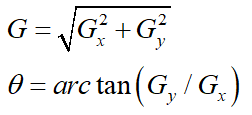 G = √(G_x^2 + G_y^2)
θ = arc tan(G_y / G_x)